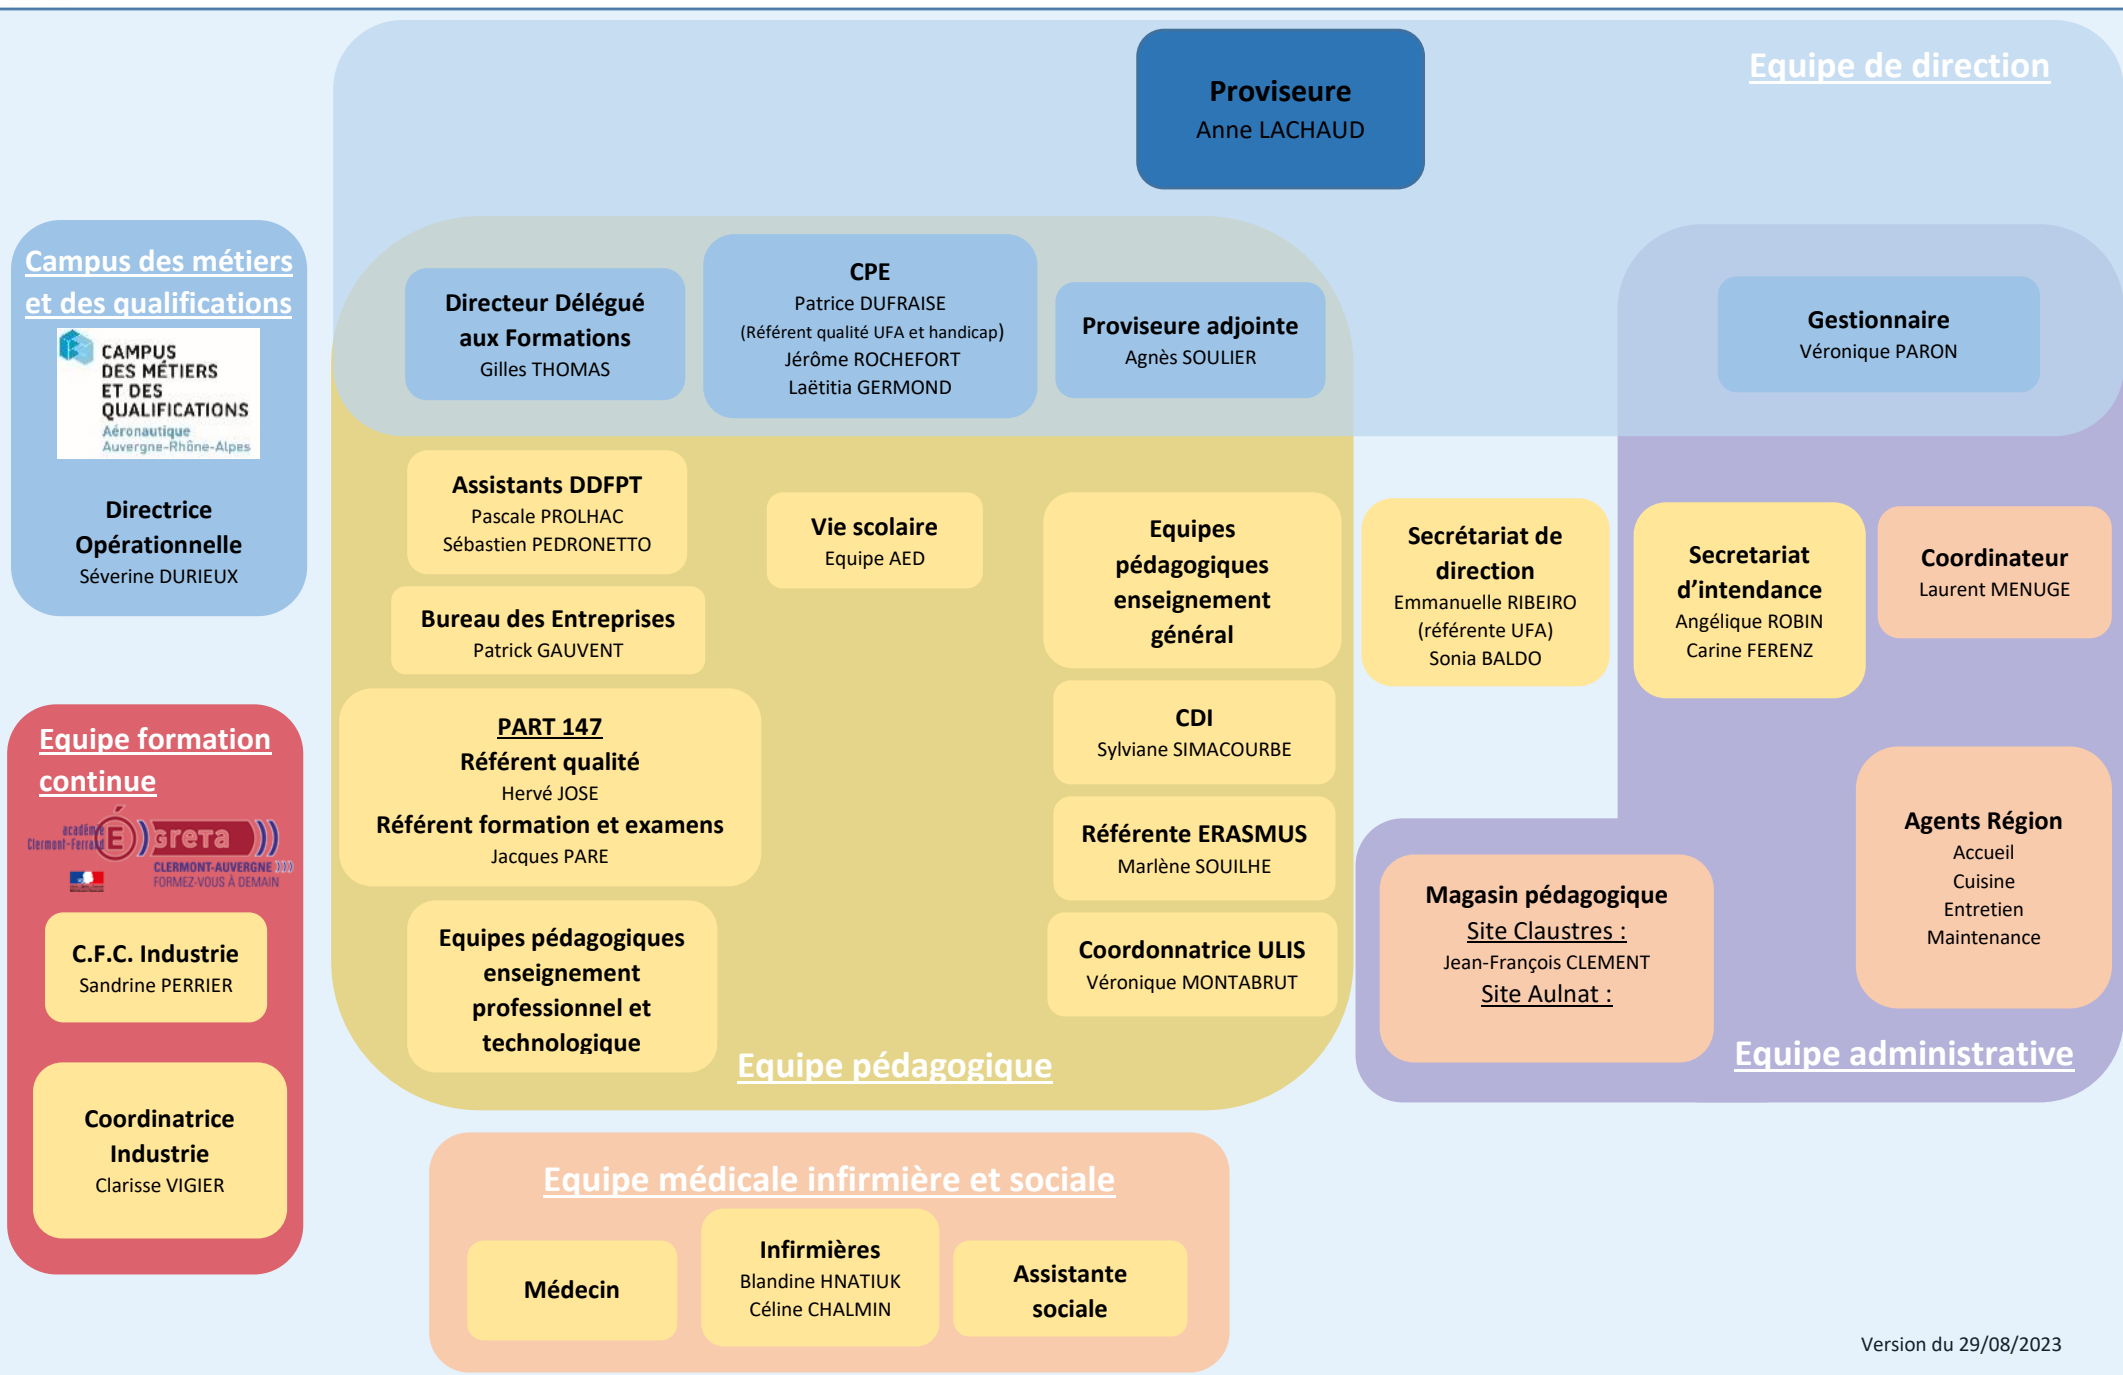 Equipe de direction
Proviseure
Anne LACHAUD
Campus des métiers
et des qualifications
CAMPUS
DES MÉTIERS
ET DES
QUALIFICATIONS
Aéronautique
Auvergne-Rhône-Alpes
Directrice
Opérationnelle
Séverine DURIEUX
Directeur Délégué
aux Formations
Gilles THOMAS
CPE
Patrice DUFRAISE
(Référent qualité UFA et handicap)
Jérôme ROCHEFORT
Laëtitia GERMOND
Proviseure adjointe
Agnès SOULIER
Gestionnaire
Véronique PARON
Assistants DDFPT
Pascale PROLHAC
Sébastien PEDRONETTO
Vie scolaire
Equipe AED
Equipes
pédagogiques
enseignement
général
Secrétariat de
direction
Emmanuelle RIBEIRO
(référente UFA)
Sonia BALDO
Secretariat
d’intendance
Angélique ROBIN
Carine FERENZ
Coordinateur
Laurent MENUGE
Bureau des Entreprises
Patrick GAUVENT
PART 147
Référent qualité
Hervé JOSE
Référent formation et examens
Jacques PARE
CDI
Sylviane SIMACOURBE
Référente ERASMUS
Marlène SOUILHE
Coordonnatrice ULIS
Véronique MONTABRUT
Equipes pédagogiques
enseignement
professionnel et
technologique
Equipe pédagogique
Magasin pédagogique
Site Claustres :
Jean-François CLEMENT
Site Aulnat :
Agents Région
Accueil
Cuisine
Entretien
Maintenance
Equipe administrative
Equipe formation
continue
académie
Clermont-Ferrand
É
greta
CLERMONT-AUVERGNE
FORMEZ-VOUS À DEMAIN
C.F.C. Industrie
Sandrine PERRIER
Coordinatrice
Industrie
Clarisse VIGIER
Equipe médicale infirmière et sociale
Médecin
Infirmières
Blandine HNATIUK
Céline CHALMIN
Assistante
sociale
Version du 29/08/2023